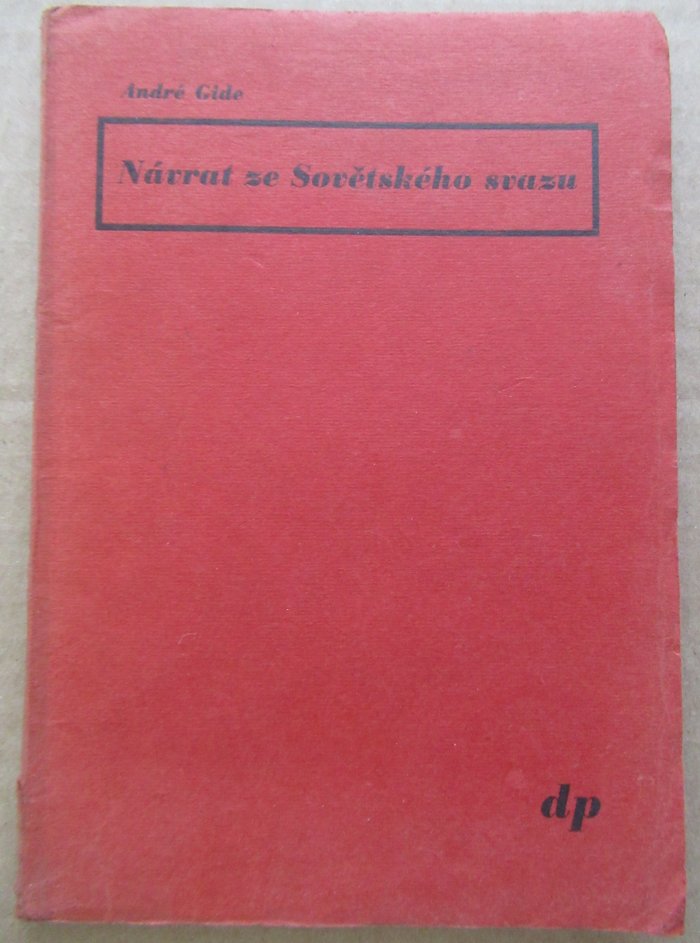 André Gide
Návrat ze Sovětského svazu
dp